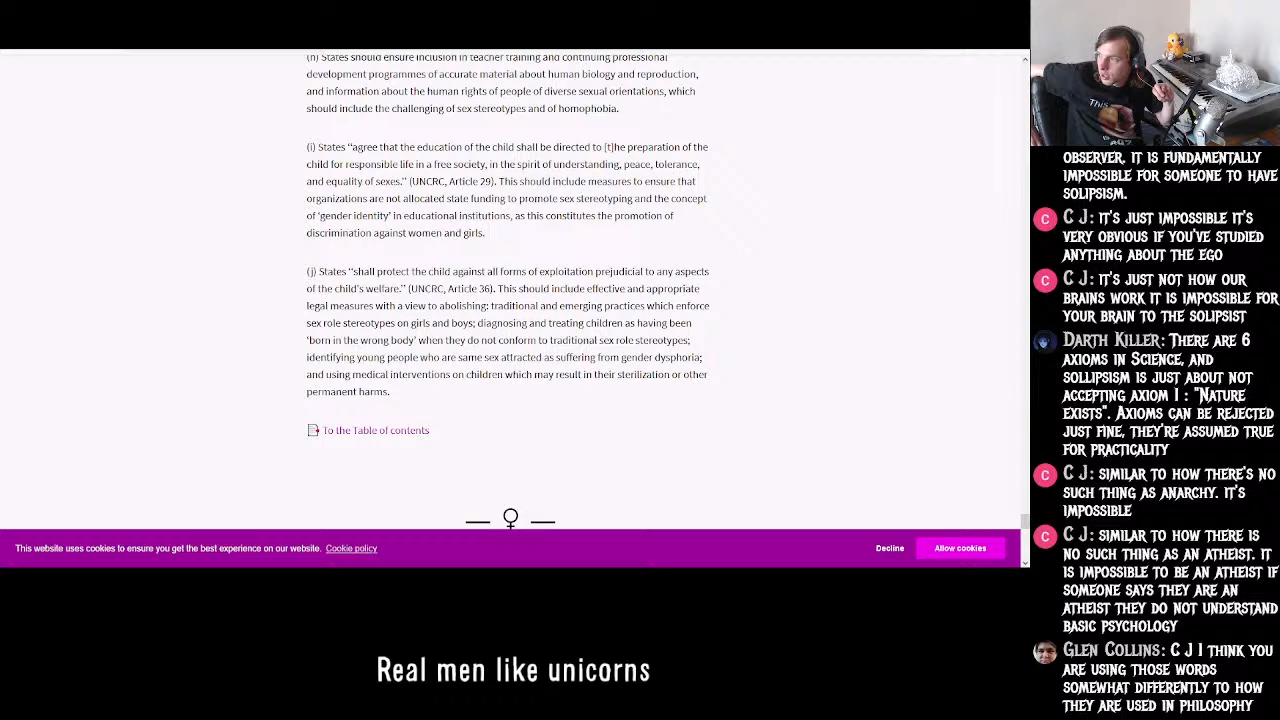 (h) States should ensure inclusion in teacher training and continuing professional
development programmes of accurate material about human biology and reproduction,
and information about the human rights of people of diverse sexual orientations, which
should include the challenging of sex stereotypes and of homophobia.
(i) States “agree that the education of the child shall be directed to [t]he preparation of the
child for responsible life in a free society, in the spirit of understanding, peace, tolerance,
and equality of sexes.” (UNCRC, Article 29). This should include measures to ensure that
organizations are not allocated state funding to promote sex stereotyping and the concept
of ‘gender identity’ in educational institutions, as this constitutes the promotion of
discrimination against women and girls.
(j) States “shall protect the child against all forms of exploitation prejudicial to any aspects
of the child’s welfare.” (UNCRC, Article 36). This should include effective and appropriate
legal measures with a view to abolishing: traditional and emerging practices which enforce
sex role stereotypes on girls and boys; diagnosing and treating children as having been
‘born in the wrong body’ when they do not conform to traditional sex role stereotypes;
identifying young people who are same sex attracted as suffering from gender dysphoria;
and using medical interventions on children which may result in their sterilization or other
permanent harms.
To the Table of contents
This website uses cookies to ensure you get the best experience on our website. Cookie policy
Decline
Allow cookies
Real men like unicorns
This
OBSERVER. IT IS FUNDAMENTALLY
IMPOSSIBLE FOR SOMEONE TO HAVE
SOLIPSISM.
C
C J: IT'S JUST IMPOSSIBLE IT'S
VERY OBVIOUS IF YOU'VE STUDIED
ANYTHING ABOUT THE EGO
C
C J: IT'S JUST NOT HOW OUR
BRAINS WORK IT IS IMPOSSIBLE FOR
YOUR BRAIN TO THE SOLIPSIST
DARTH KILLER: THERE ARE 6
AXIOMS IN SCIENCE, AND
SOLLIPSISM IS JUST ABOUT NOT
ACCEPTING AXIOM 1 : "NATURE
EXISTS". AXIOMS CAN BE REJECTED
JUST FINE, THEY'RE ASSUMED TRUE
FOR PRACTICALITY
C
C J: SIMILAR TO HOW THERE'S NO
SUCH THING AS ANARCHY. IT'S
IMPOSSIBLE
C
C J: SIMILAR TO HOW THERE IS
NO SUCH THING AS AN ATHEIST. IT
IS IMPOSSIBLE TO BE AN ATHEIST IF
SOMEONE SAYS THEY ARE AN
ATHEIST THEY DO NOT UNDERSTAND
BASIC PSYCHOLOGY
GLEN COLLINS: C J I THINK YOU
ARE USING THOSE WORDS
SOMEWHAT DIFFERENTLY TO HOW
THEY ARE USED IN PHILOSOPHY